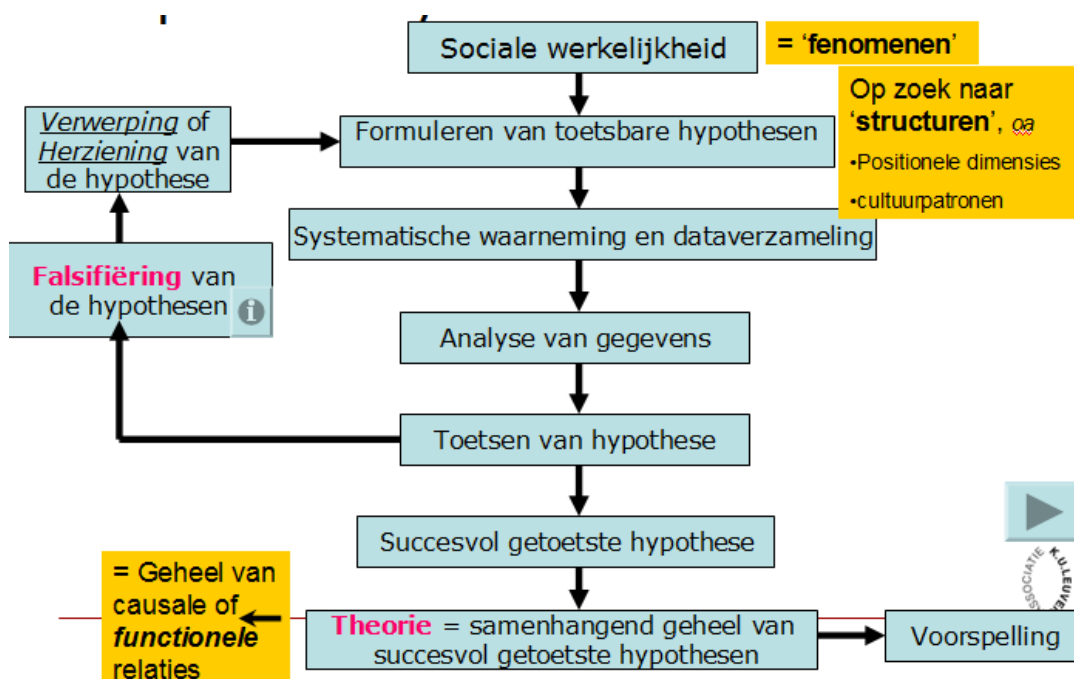 Sociale werkelijkheid
= ‘fenomenen’
Op zoek naar
‘structuren’, oa
•Positionele dimensies
•cultuurpatronen
Verwerping of
Herziening van
de hypothese
Formuleren van toetsbare hypothesen
Systematische waarneming en dataverzameling
Falsifiëring van
de hypothesen
Analyse van gegevens
Toetsen van hypothese
Succesvol getoetste hypothese
= Geheel van
causale of
functionele
relaties
Theorie = samenhangend geheel van
succesvol getoetste hypothesen
Voorspelling
SSOCIATIE
K.U.LEUVE